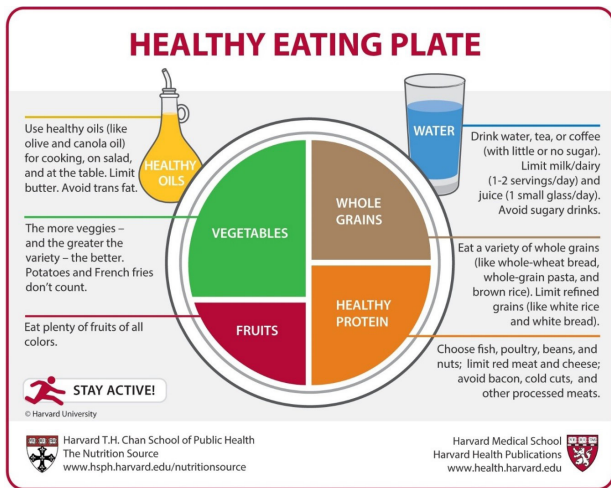 HEALTHY EATING PLATE
Use healthy oils (like
olive and canola oil)
for cooking, on salad,
and at the table. Limit
butter. Avoid trans fat.
HEALTHY
OILS
The more veggies –
and the greater the
variety – the better.
Potatoes and French fries
don't count.
Eat plenty of fruits of all
colors.
VEGETABLES
FRUITS
WHOLE
GRAINS
HEALTHY
PROTEIN
WATER
Drink water, tea, or coffee
(with little or no sugar).
Limit milk/dairy
(1-2 servings/day) and
juice (1 small glass/day).
Avoid sugary drinks.
Eat a variety of whole grains
(like whole-wheat bread,
whole-grain pasta, and
brown rice). Limit refined
grains (like white rice
and white bread).
Choose fish, poultry, beans, and
nuts; limit red meat and cheese;
avoid bacon, cold cuts, and
other processed meats.
STAY ACTIVE!
© Harvard University
Harvard T.H. Chan School of Public Health
The Nutrition Source
www.hsph.harvard.edu/nutritionsource
Harvard Medical School
Harvard Health Publications
www.health.harvard.edu